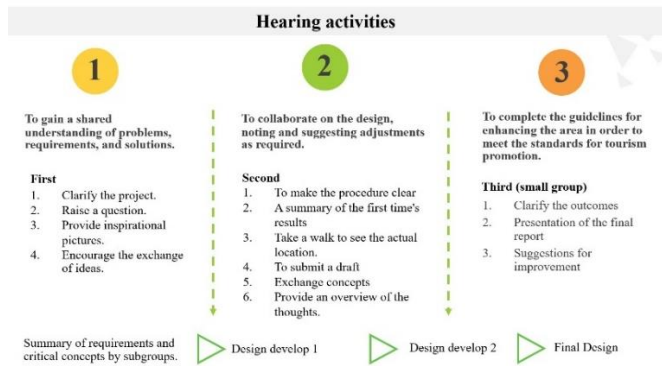 Hearing activities
1
To gain a shared
understanding of problems,
requirements, and solutions.
First
1. Clarify the project.
2. Raise a question.
3. Provide inspirational
pictures.
4. Encourage the exchange
of ideas.
2
To collaborate on the design,
noting and suggesting adjustments
as required.
Second
1. To make the procedure clear
2. A summary of the first time's
results
3. Take a walk to see the actual
location.
4. To submit a draft
5. Exchange concepts
6. Provide an overview of the
thoughts.
3
To complete the guidelines for
enhancing the area in order to
meet the standards for tourism
promotion.
Third (small group)
1. Clarify the outcomes
2. Presentation of the final
report
3. Suggestions for
improvement
Summary of requirements and
critical concepts by subgroups.
Design develop 1
Design develop 2
Final Design